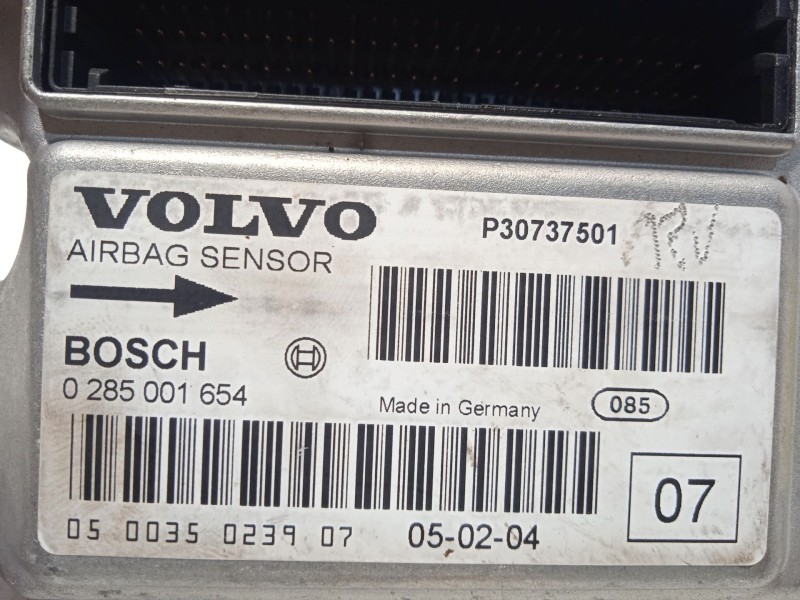 VOLVO
P30737501
AIRBAG SENSOR
BOSCH
0 285 001 654
Made in Germany
085
07
05 0035 0239 07
05-02-04